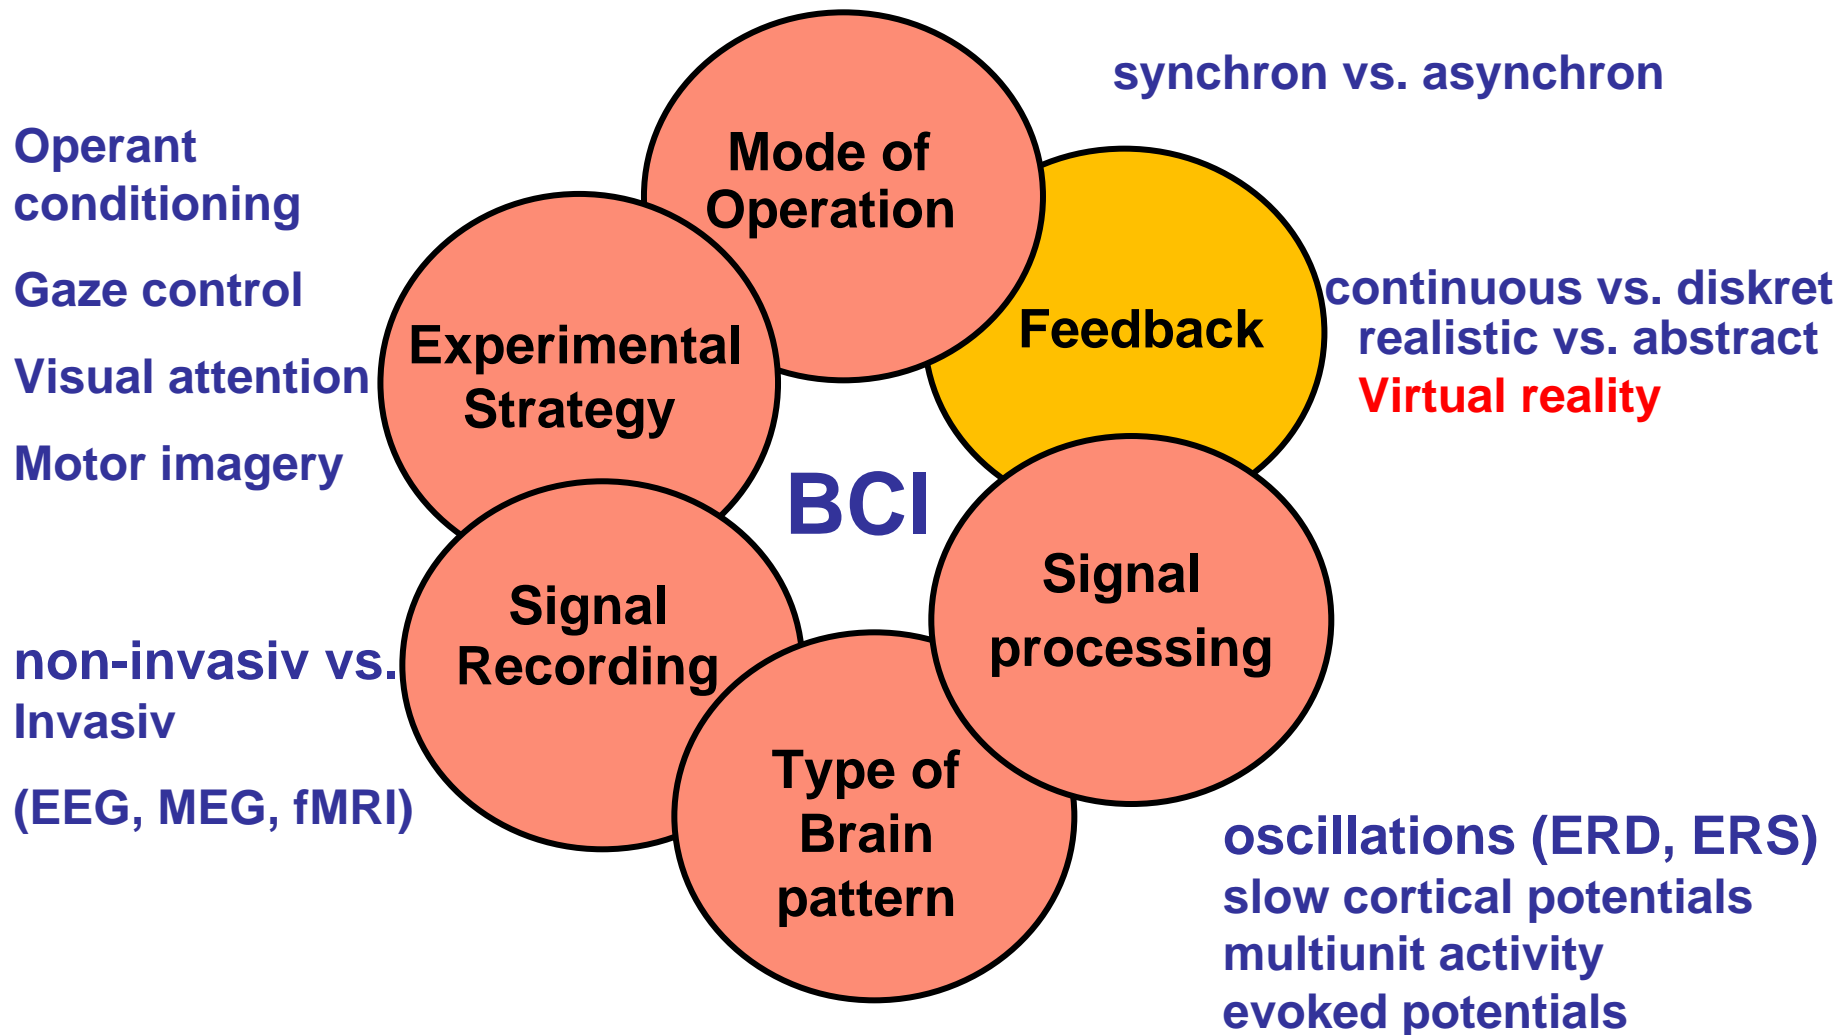 synchron vs. asynchron
Mode of
Operation
Operant
conditioning
Gaze control
Visual attention
Motor imagery
Experimental
Strategy
Feedback
continuous vs. diskret
realistic vs. abstract
Virtual reality
BCI
Signal
Recording
non-invasiv vs.
Invasiv
(EEG, MEG, fMRI)
Signal
processing
Type of
Brain
pattern
oscillations (ERD, ERS)
slow cortical potentials
multiunit activity
evoked potentials